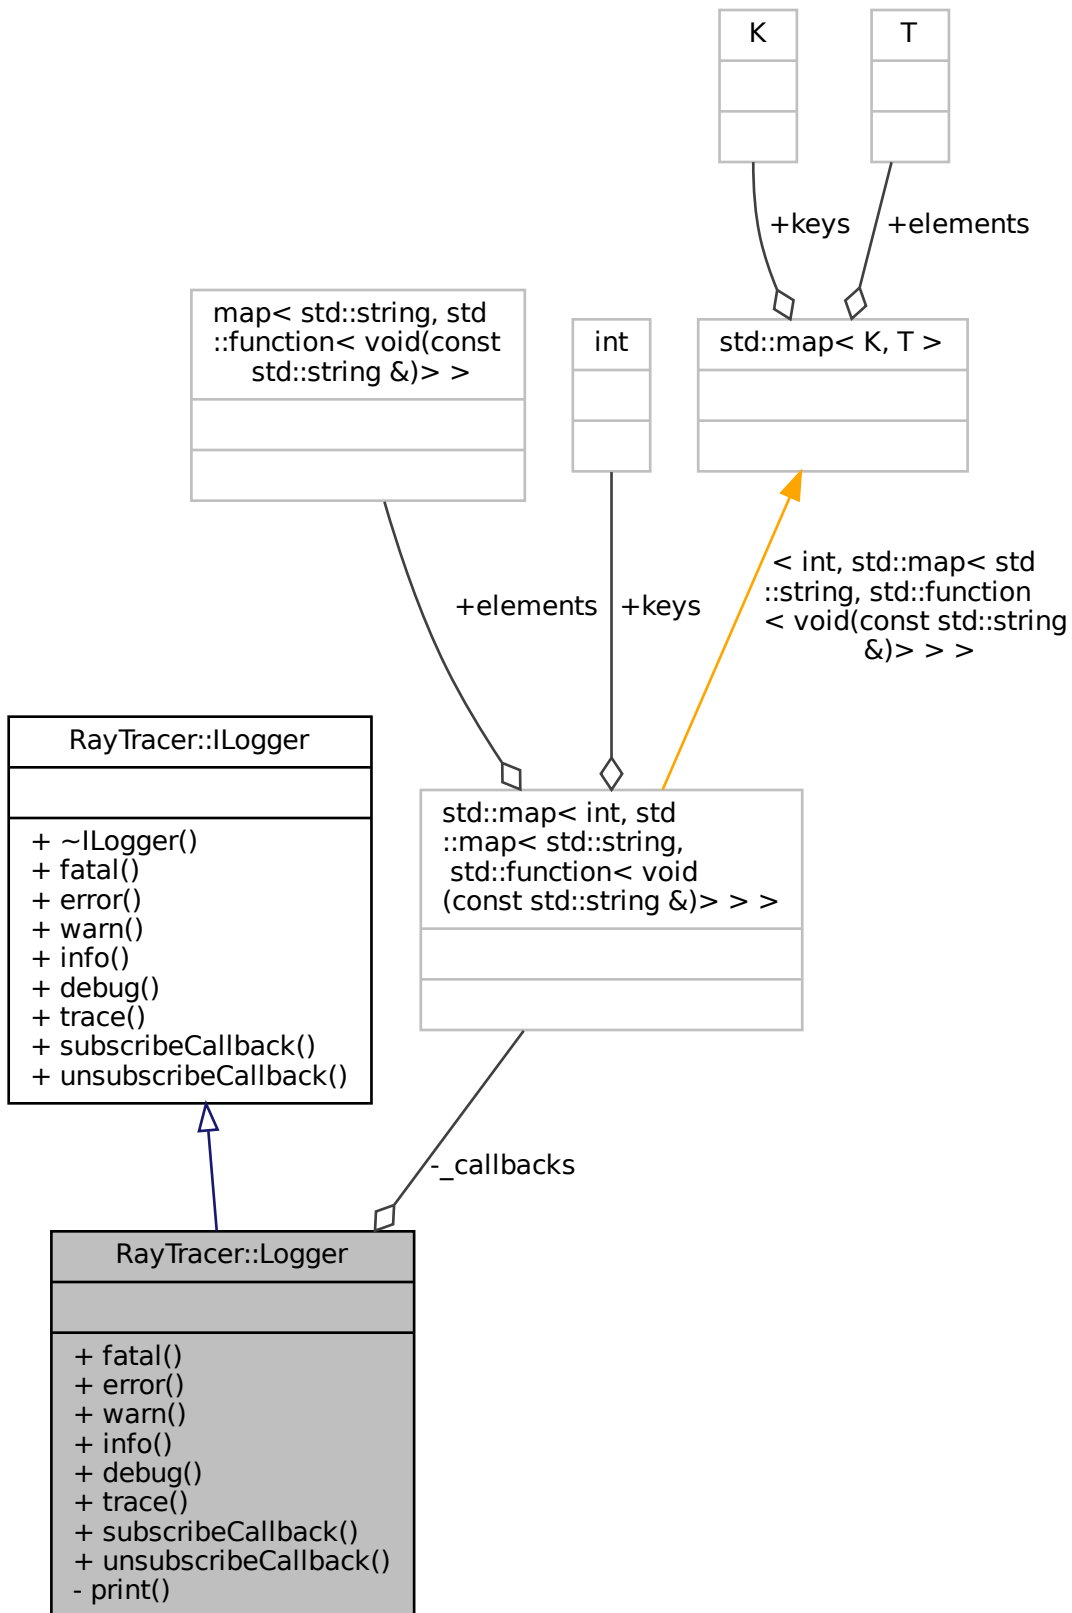 K
T
+keys
+elements
map< std::string, std
::function< void(const
std::string &)> >
int
std::map< K, T >
< int, std::map< std
::string, std::function
< void(const std::string
&)> > >
+elements
+keys
RayTracer::ILogger
+ ~ILogger()
+ fatal()
+ error()
+ warn()
+ info()
+ debug()
+ trace()
+ subscribeCallback()
+ unsubscribeCallback()
std::map< int, std
::map< std::string,
std::function< void
(const std::string &)> > >
-_callbacks
RayTracer::Logger
+ fatal()
+ error()
+ warn()
+ info()
+ debug()
+ trace()
+ subscribeCallback()
+ unsubscribeCallback()
- print()